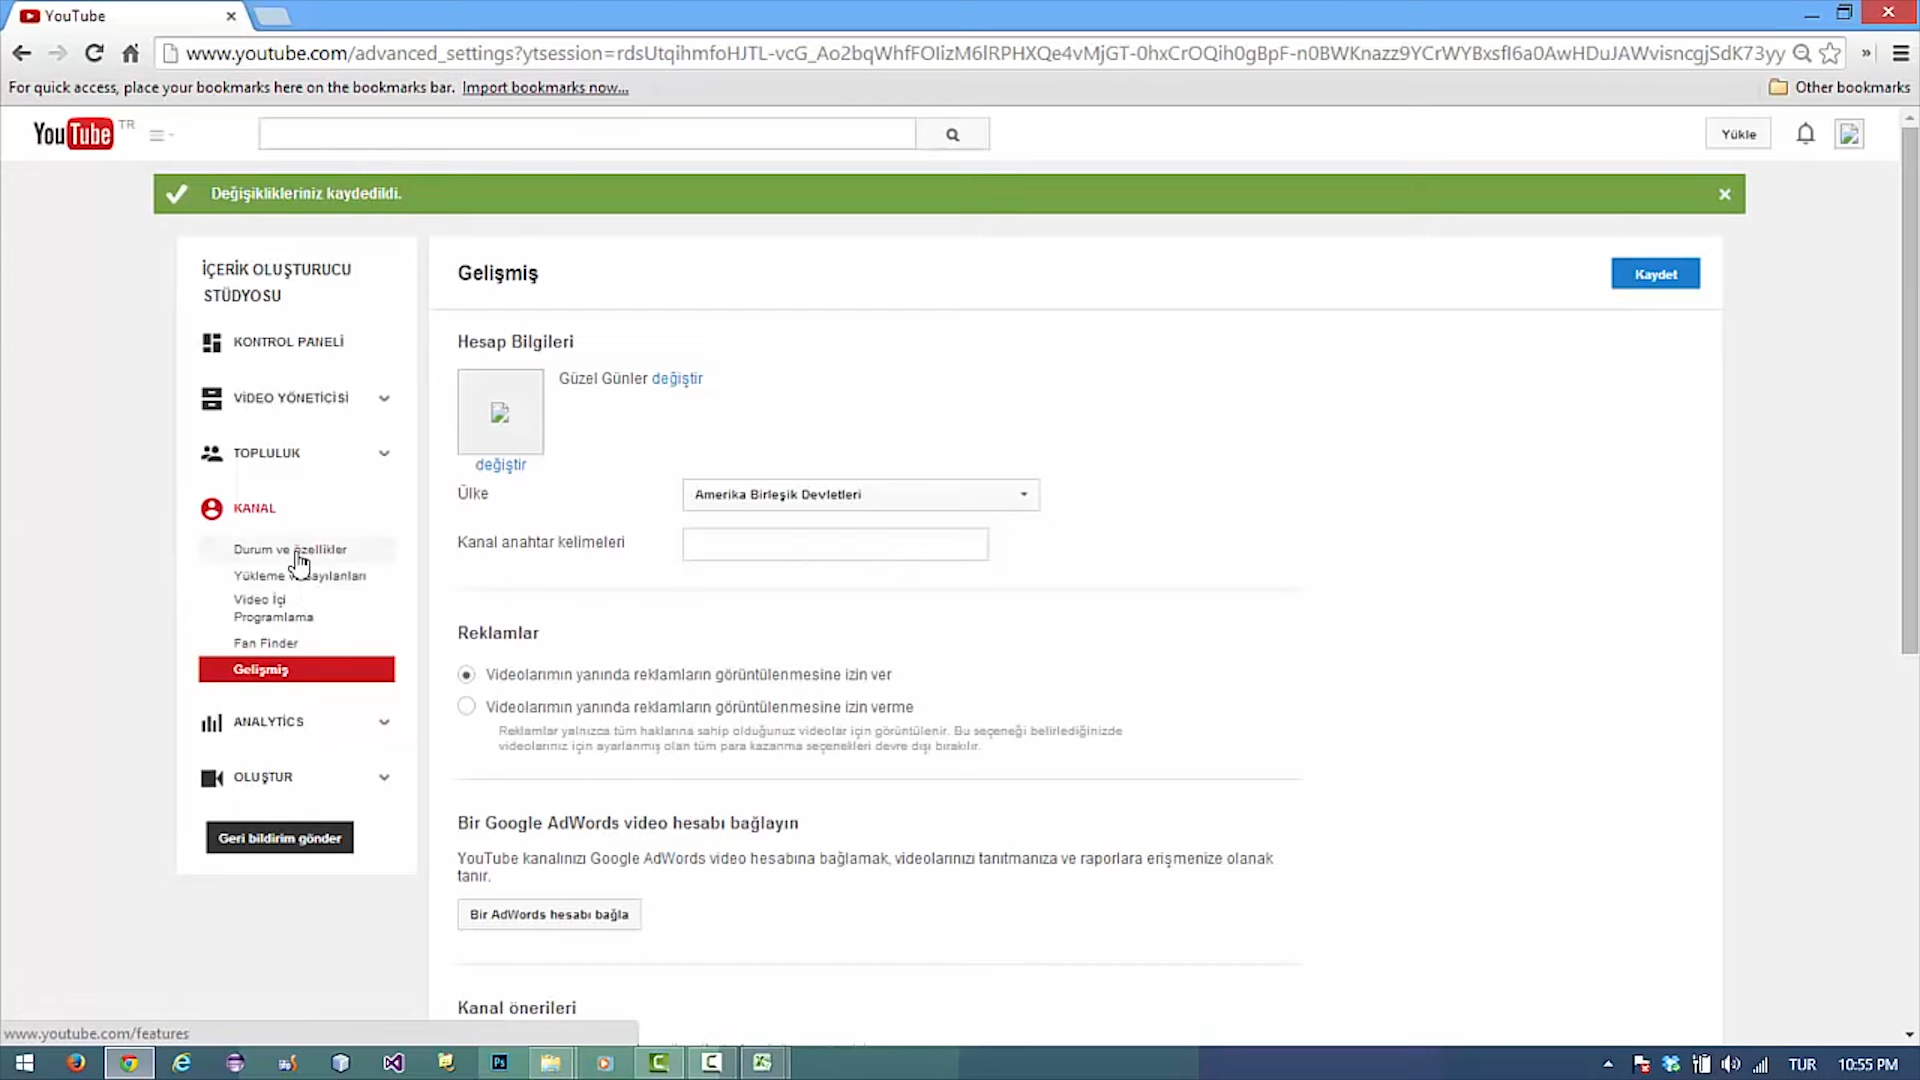 YouTube
www.youtube.com/advanced_settings?ytsession=rdsUtqihmfoHJTL-vcG_Ao2bqWhfFOIizM6lRPHXQe4vMjGT-0hxCrOQih0gBpF-n0BWKnazz9YCrWYBxsfI6a0AwHDuJAWvisncgjSdK73yy
For quick access, place your bookmarks here on the bookmarks bar. Import bookmarks now...
Other bookmarks
YouTube TR
Yükle
Değişiklikleriniz kaydedildi.
İÇERİK OLUŞTURUCU
STÜDYOSU
KONTROL PANELİ
VİDEO YÖNETİCİSİ
TOPLULUK
KANAL
Durum ve özellikler
Yükleme
Video İçi
Programlama
Fan Finder
Gelişmiş
ANALYTİCS
OLUŞTUR
Geri bildirim gönder
Gelişmiş
Kaydet
Hesap Bilgileri
Güzel Günler değiştir
değiştir
Ülke
Amerika Birleşik Devletleri
Kanal anahtar kelimeleri
Reklamlar
Videolarımın yanında reklamların görüntülenmesine izin ver
Videolarımın yanında reklamların görüntülenmesine izin verme
Reklamlar yalnızca tüm haklarına sahip olduğunuz videolar için görüntülenir. Bu seçeneği belirlediğinizde
videolarınız için ayarlanmış olan tüm para kazanma seçenekleri devre dışı bırakılır.
Bir Google AdWords video hesabı bağlayın
YouTube kanalınızı Google AdWords video hesabına bağlamak, videolarınızı tanıtmanıza ve raporlara erişmenize olanak
tanır.
Bir AdWords hesabı bağla
Kanal önerileri
www.youtube.com/features
TUR
10:55 PM